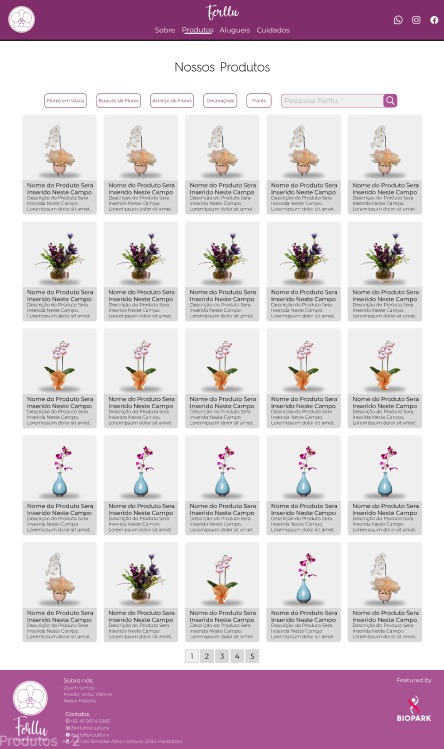 Ferllu
Sobre Produtos Alugueis Cuidados
Nossos Produtos
Flores em Vasos Buquês de Flores Arranjo de Flores Decorações Flores Pesquisa Ferllu
Nome do Produto Sera Nome do Produto Sera Nome do Produto Sera Nome do Produto Sera Nome do Produto Sera
Inserido Neste Campo Inserido Neste Campo Inserido Neste Campo Inserido Neste Campo Inserido Neste Campo
Descrição do Produto Sera Descrição do Produto Sera Descrição do Produto Sera Descrição do Produto Sera Descrição do Produto Sera
Inserida Neste Campo. Inserida Neste Campo. Inserida Neste Campo. Inserida Neste Campo. Inserida Neste Campo.
Loremipsum dolor sit amet. Loremipsum dolor sit amet. Loremipsum dolor sit amet. Loremipsum dolor sit amet. Loremipsum dolor sit amet.
Nome do Produto Sera Nome do Produto Sera Nome do Produto Sera Nome do Produto Sera Nome do Produto Sera
Inserido Neste Campo Inserido Neste Campo Inserido Neste Campo Inserido Neste Campo Inserido Neste Campo
Descrição do Produto Sera Descrição do Produto Sera Descrição do Produto Sera Descrição do Produto Sera Descrição do Produto Sera
Inserida Neste Campo. Inserida Neste Campo. Inserida Neste Campo. Inserida Neste Campo. Inserida Neste Campo.
Loremipsum dolor sit amet. Loremipsum dolor sit amet. Loremipsum dolor sit amet. Loremipsum dolor sit amet. Loremipsum dolor sit amet.
Nome do Produto Sera Nome do Produto Sera Nome do Produto Sera Nome do Produto Sera Nome do Produto Sera
Inserido Neste Campo Inserido Neste Campo Inserido Neste Campo Inserido Neste Campo Inserido Neste Campo
Descrição do Produto Sera Descrição do Produto Sera Descrição do Produto Sera Descrição do Produto Sera Descrição do Produto Sera
Inserida Neste Campo. Inserida Neste Campo. Inserida Neste Campo. Inserida Neste Campo. Inserida Neste Campo.
Loremipsum dolor sit amet. Loremipsum dolor sit amet. Loremipsum dolor sit amet. Loremipsum dolor sit amet. Loremipsum dolor sit amet.
Nome do Produto Sera Nome do Produto Sera Nome do Produto Sera Nome do Produto Sera Nome do Produto Sera
Inserido Neste Campo Inserido Neste Campo Inserido Neste Campo Inserido Neste Campo Inserido Neste Campo
Descrição do Produto Sera Descrição do Produto Sera Descrição do Produto Sera Descrição do Produto Sera Descrição do Produto Sera
Inserida Neste Campo. Inserida Neste Campo. Inserida Neste Campo. Inserida Neste Campo. Inserida Neste Campo.
Loremipsum dolor sit amet. Loremipsum dolor sit amet. Loremipsum dolor sit amet. Loremipsum dolor sit amet. Loremipsum dolor sit amet.
Nome do Produto Sera Nome do Produto Sera Nome do Produto Sera Nome do Produto Sera Nome do Produto Sera
Inserido Neste Campo Inserido Neste Campo Inserido Neste Campo Inserido Neste Campo Inserido Neste Campo
Descrição do Produto Sera Descrição do Produto Sera Descrição do Produto Sera Descrição do Produto Sera Descrição do Produto Sera
Inserida Neste Campo. Inserida Neste Campo. Inserida Neste Campo. Inserida Neste Campo. Inserida Neste Campo.
Loremipsum dolor sit amet. Loremipsum dolor sit amet. Loremipsum dolor sit amet. Loremipsum dolor sit amet. Loremipsum dolor sit amet.
1 2 3 4 5
Sobre nós
Quem somos
Missão, Visão, Valores
Nossa História
Contatos
Ferllu
Produtos - 2
Featured by
BIOPARK